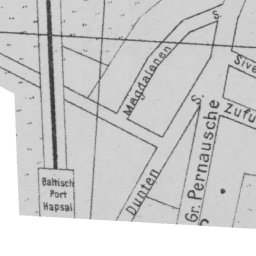 Magdalenen S.
Sive
Zufu
S.
Gr. Pernausche
Dunten
Baltisch
Port
Hapsal